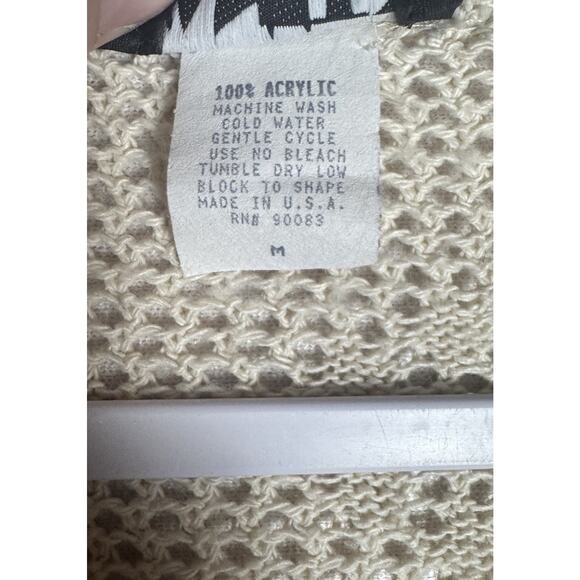 100% ACRYLIC
MACHINE WASH
COLD WATER
GENTLE CYCLE
USE NO BLEACH
TUMBLE DRY LOW
BLOCK TO SHAPE
MADE IN U.S.A.
RN# 90083
M